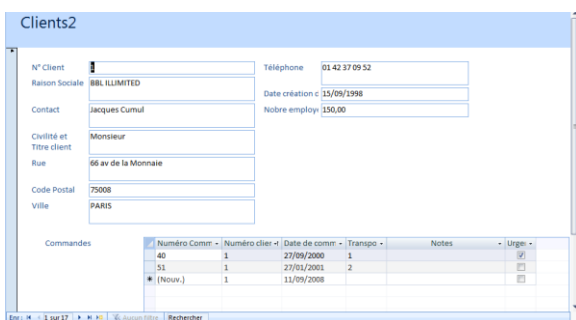 Clients2
N° Client
Téléphone 01 42 37 09 52
Raison Sociale BBL ILLIMITED
Date création c 15/09/1998
Contact Jacques Cumul
Nobre employé 150,00
Civilité et
Titre client
Monsieur
Rue 66 av de la Monnaie
Code Postal 75008
Ville PARIS
Commandes
Numéro Comm Numéro clier Date de comm Transpo Notes Urge
40 1 27/09/2000 1
51 1 27/01/2001 2
(Nouv.) 1 11/09/2008
Enr : 1 sur 17 Aucun filtre Rechercher